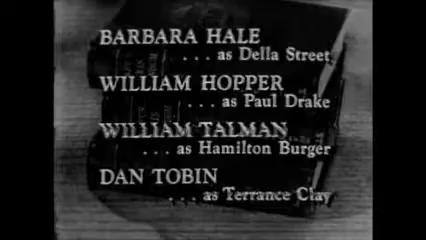 BARBARA HALE
. . . as Della Street
WILLIAM HOPPER
. . . as Paul Drake
WILLIAM TALMAN
. . . as Hamilton Burger
DAN TOBIN
. . . as Terrance Clay